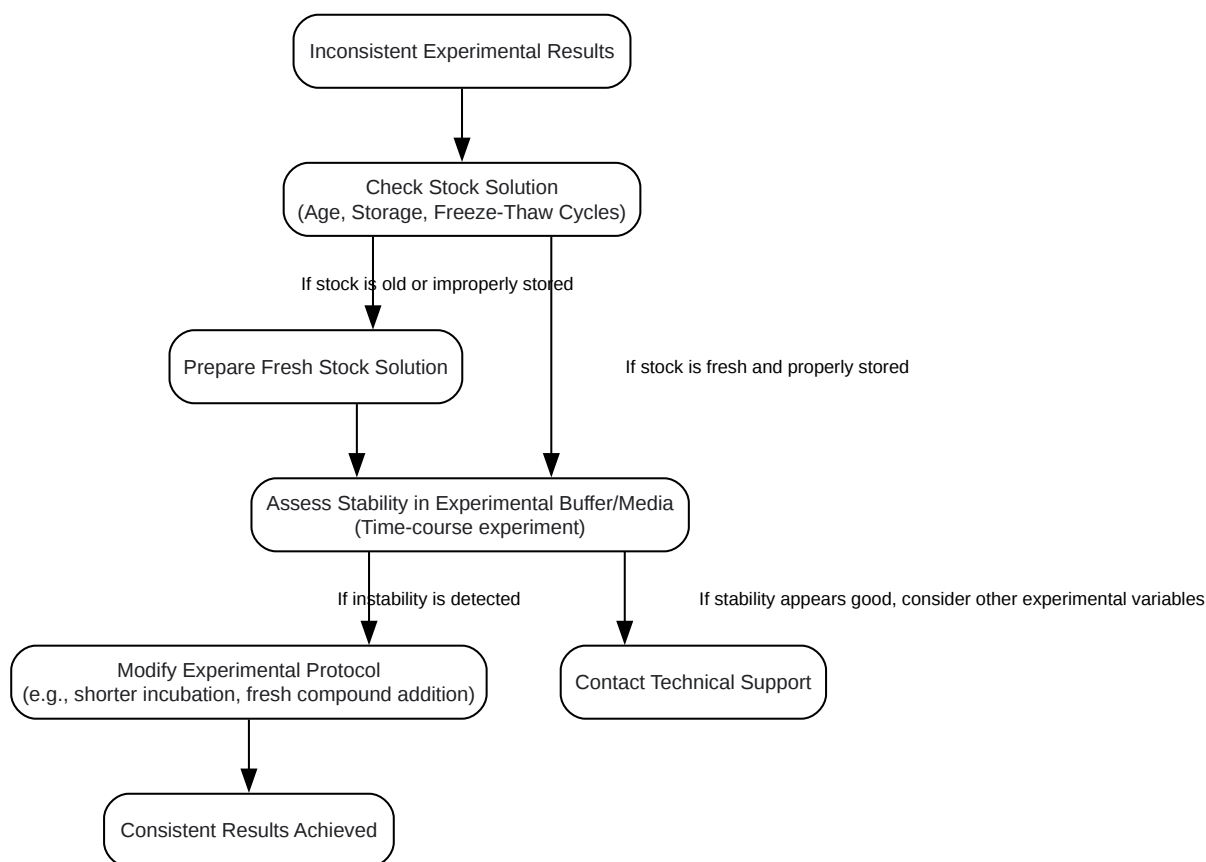 Inconsistent Experimental Results
Check Stock Solution
(Age, Storage, Freeze-Thaw Cycles)
If stock is old or improperly stored
Prepare Fresh Stock Solution
If stock is fresh and properly stored
Assess Stability in Experimental Buffer/Media
(Time-course experiment)
If instability is detected
If stability appears good, consider other experimental variables
Modify Experimental Protocol
(e.g., shorter incubation, fresh compound addition)
Contact Technical Support
Consistent Results Achieved